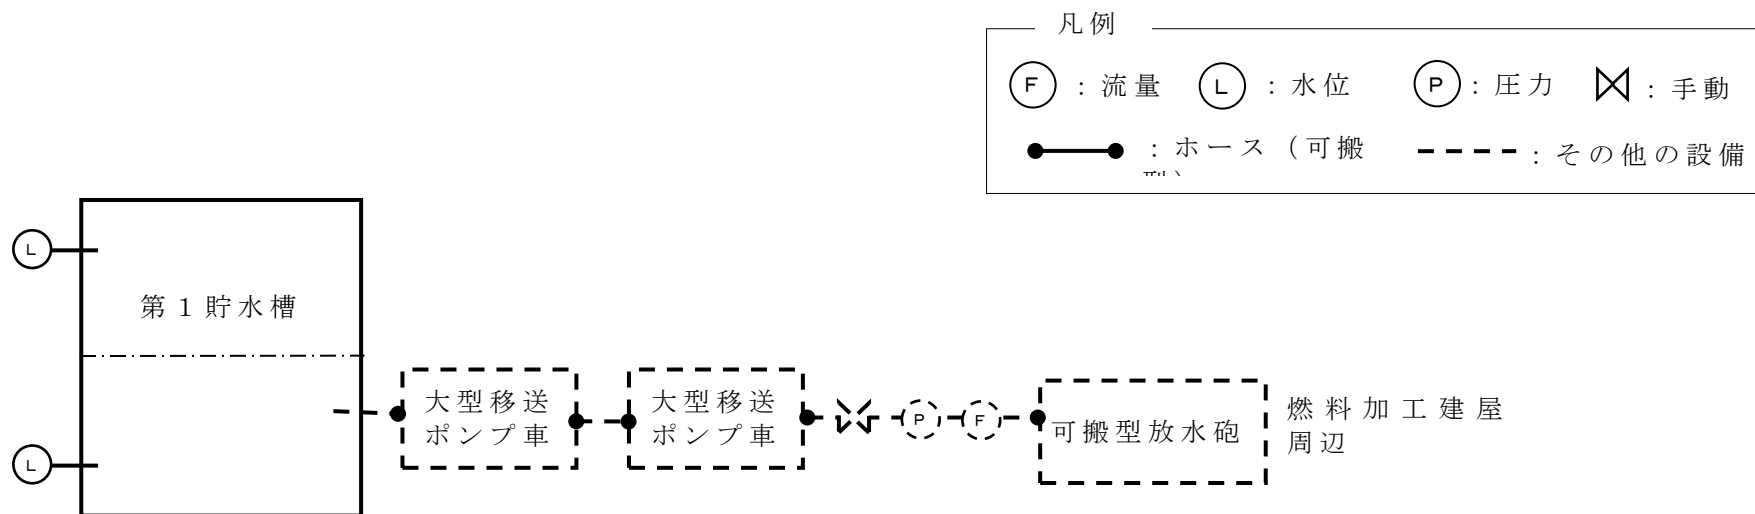 凡例
F : 流量 L : 水位 P : 圧力 : 手動
: ホース（可搬
: その他の設備
L
第1貯水槽
大型移送
ポンプ車
大型移送
ポンプ車
P
F
可搬型放水砲
燃料加工建屋
周辺
L